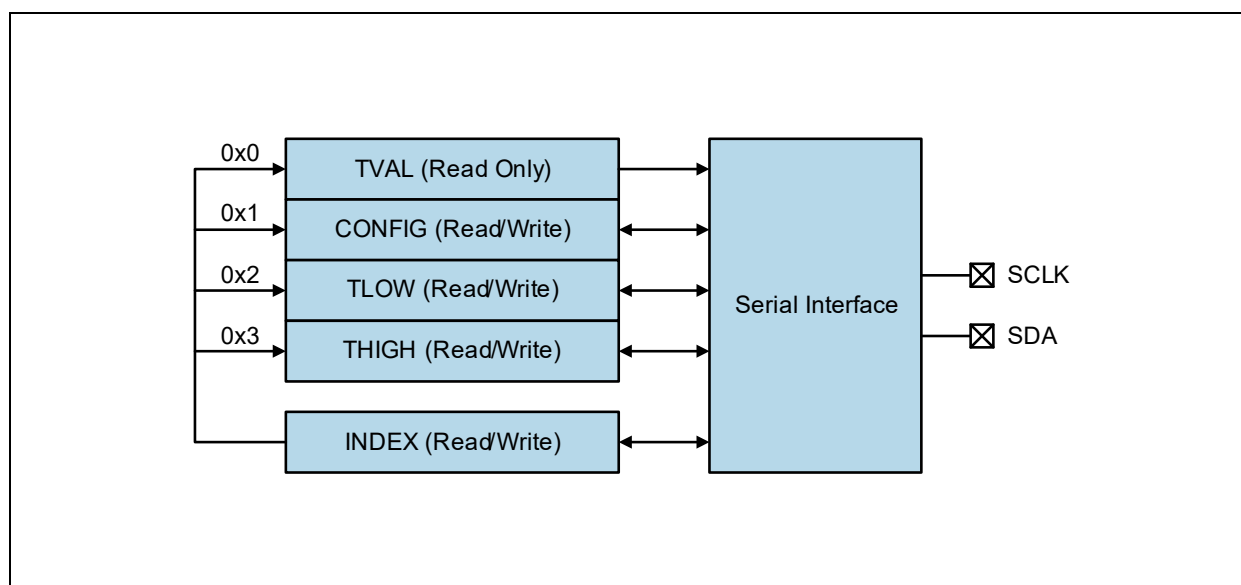 0x0
TVAL (Read Only)
0x1
CONFIG (Read/Write)
0x2
TLOW (Read/Write)
0x3
THIGH (Read/Write)
INDEX (Read/Write)
Serial Interface
SCLK
SDA